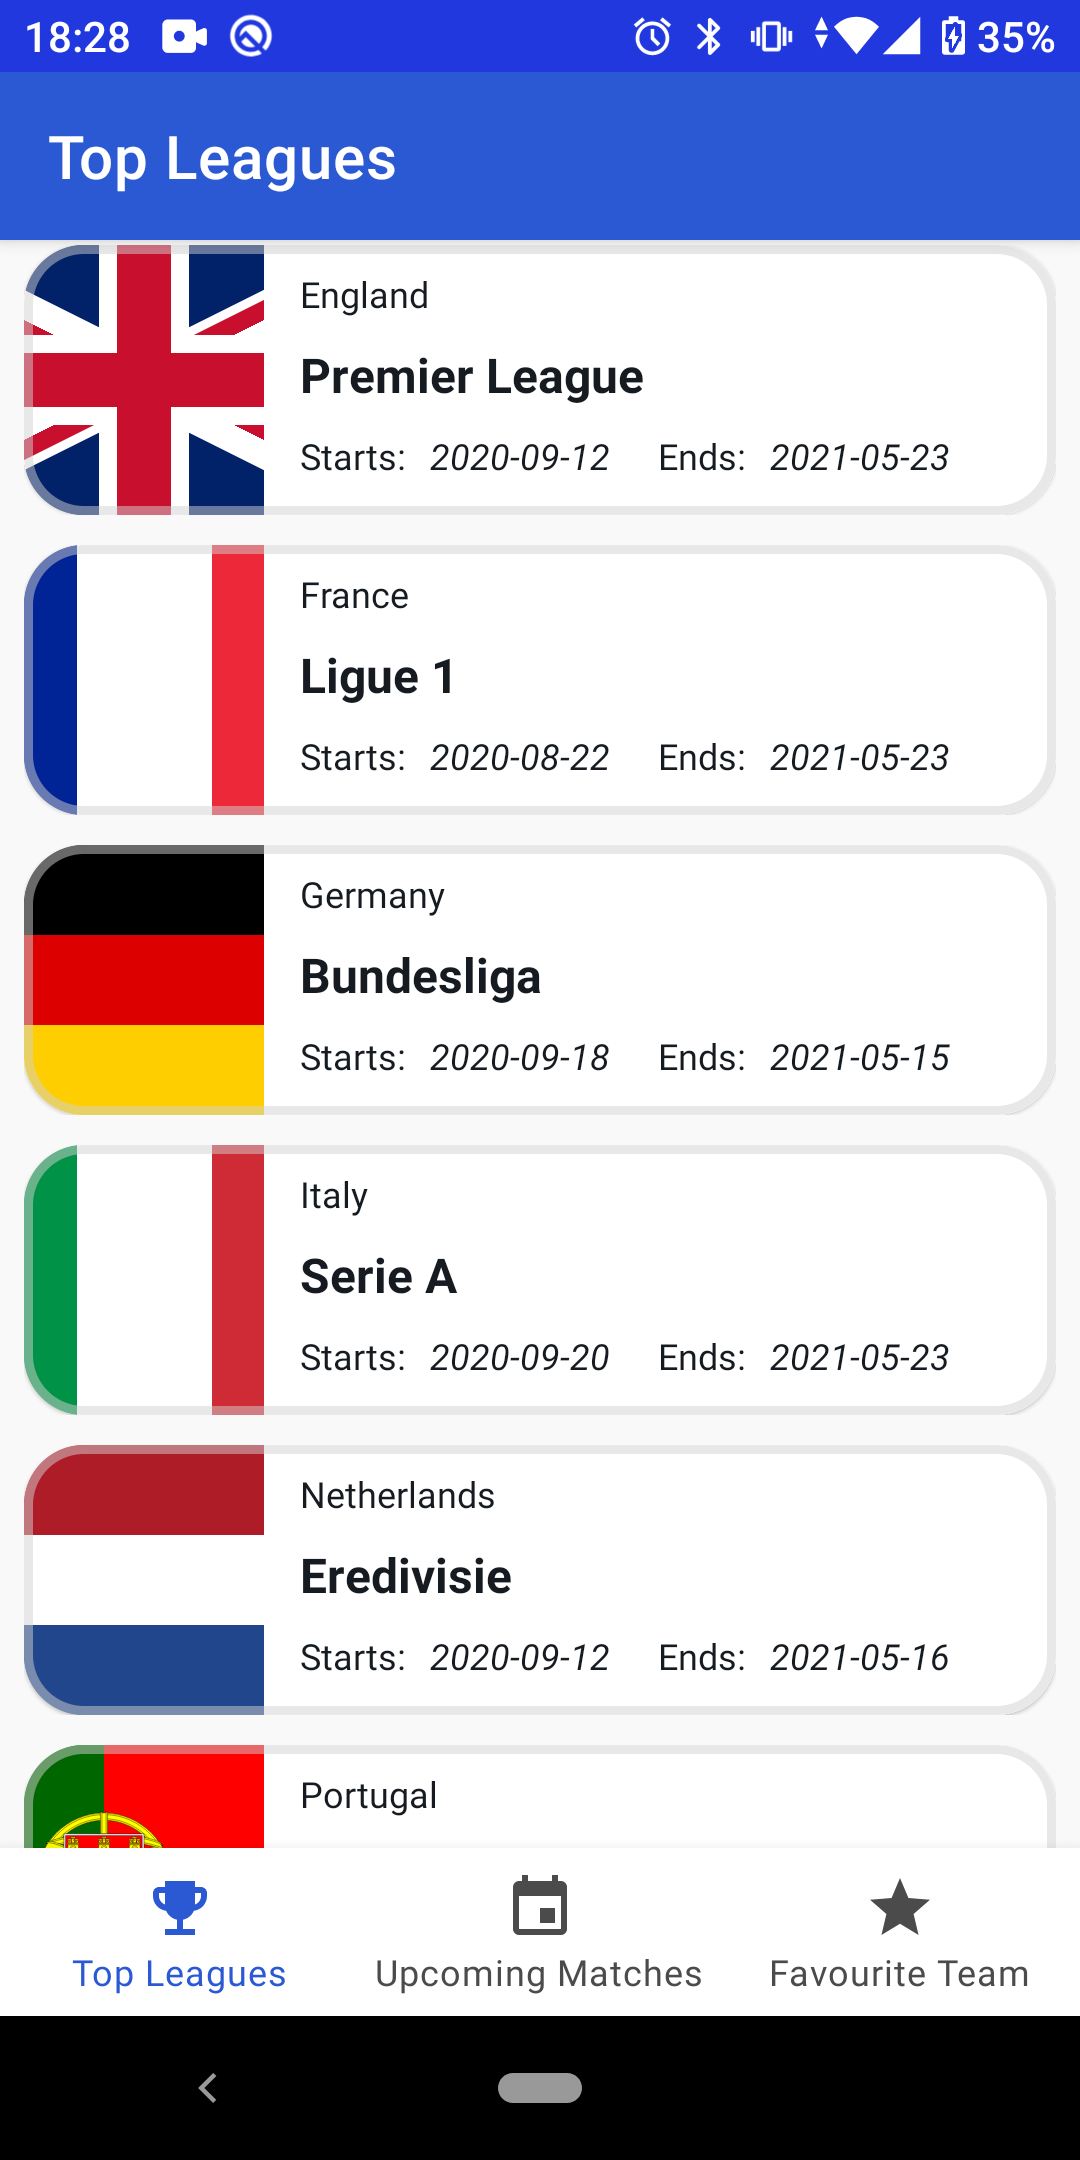 18:28 35%
Top Leagues
England
Premier League
Starts: 2020-09-12 Ends: 2021-05-23
France
Ligue 1
Starts: 2020-08-22 Ends: 2021-05-23
Germany
Bundesliga
Starts: 2020-09-18 Ends: 2021-05-15
Italy
Serie A
Starts: 2020-09-20 Ends: 2021-05-23
Netherlands
Eredivisie
Starts: 2020-09-12 Ends: 2021-05-16
Portugal
Top Leagues Upcoming Matches Favourite Team